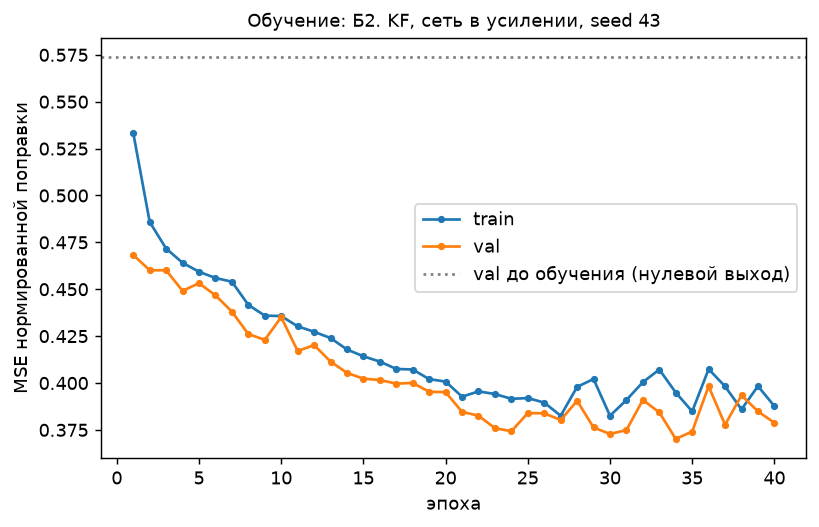 Обучение: Б2. KF, сеть в усилении, seed 43
MSE нормированной поправки
0.575
0.550
0.525
0.500
0.475
0.450
0.425
0.400
0.375
train
val
val до обучения (нулевой выход)
0 5 10 15 20 25 30 35 40
эпоха